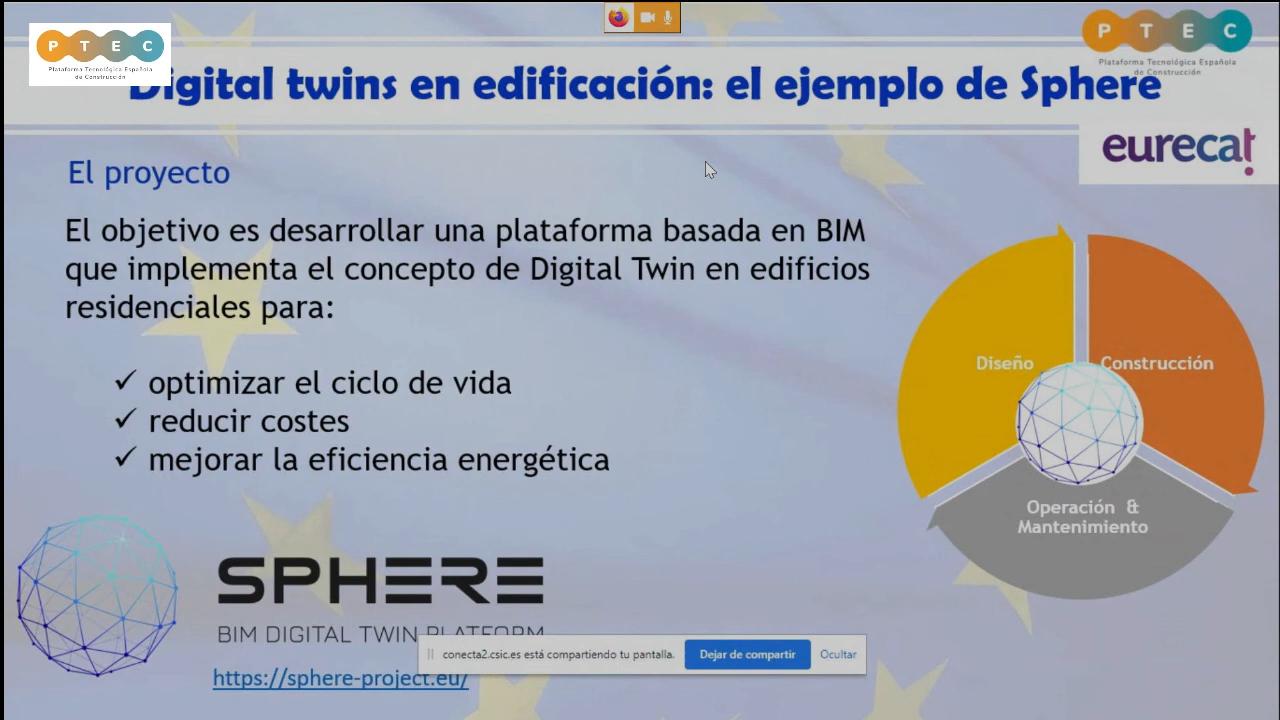 PTEC
Plataforma Tecnológica Española
de Construcción
PTEC
Plataforma Tecnológica Española
de Construcción
Digital twins en edificación: el ejemplo de Sphere
eurecat
El proyecto
El objetivo es desarrollar una plataforma basada en BIM
que implementa el concepto de Digital Twin en edificios
residenciales para:
✓ optimizar el ciclo de vida
✓ reducir costes
✓ mejorar la eficiencia energética
Diseño
Construcción
Operación &
Mantenimiento
SPHERE
BIM DIGITAL TWIN PLATFORM
conecta2.csic.es está compartiendo tu pantalla.
Dejar de compartir
Ocultar
https://sphere-project.eu/